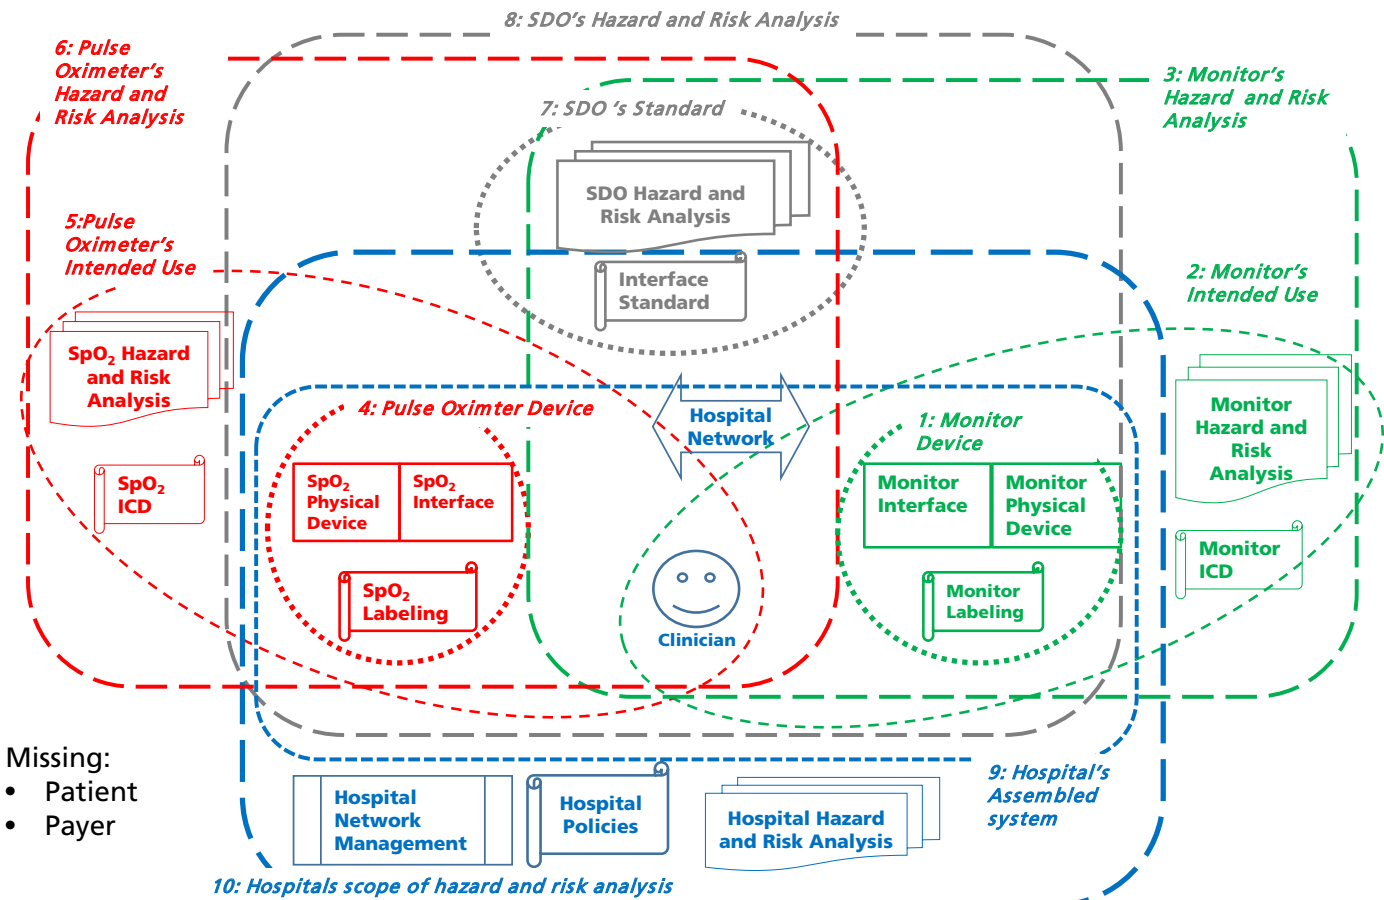 8: SDO's Hazard and Risk Analysis
6: Pulse
Oximeter's
Hazard and
Risk Analysis
3: Monitor's
Hazard and Risk
Analysis
7: SDO 's Standard
SDO Hazard and
Risk Analysis
5:Pulse
Oximeter's
Intended Use
Interface
Standard
2: Monitor's
Intended Use
SpO₂ Hazard
and Risk
Analysis
4: Pulse Oximter Device
Hospital
Network
1: Monitor
Device
Monitor
Hazard and
Risk
Analysis
SpO₂
ICD
SpO₂
Physical
Device
SpO₂
Interface
Monitor
Interface
Monitor
Physical
Device
Monitor
ICD
SpO₂
Labeling
Clinician
Monitor
Labeling
Missing:
• Patient
• Payer
9: Hospital's
Assembled
system
Hospital
Network
Management
Hospital
Policies
Hospital Hazard
and Risk Analysis
10: Hospitals scope of hazard and risk analysis